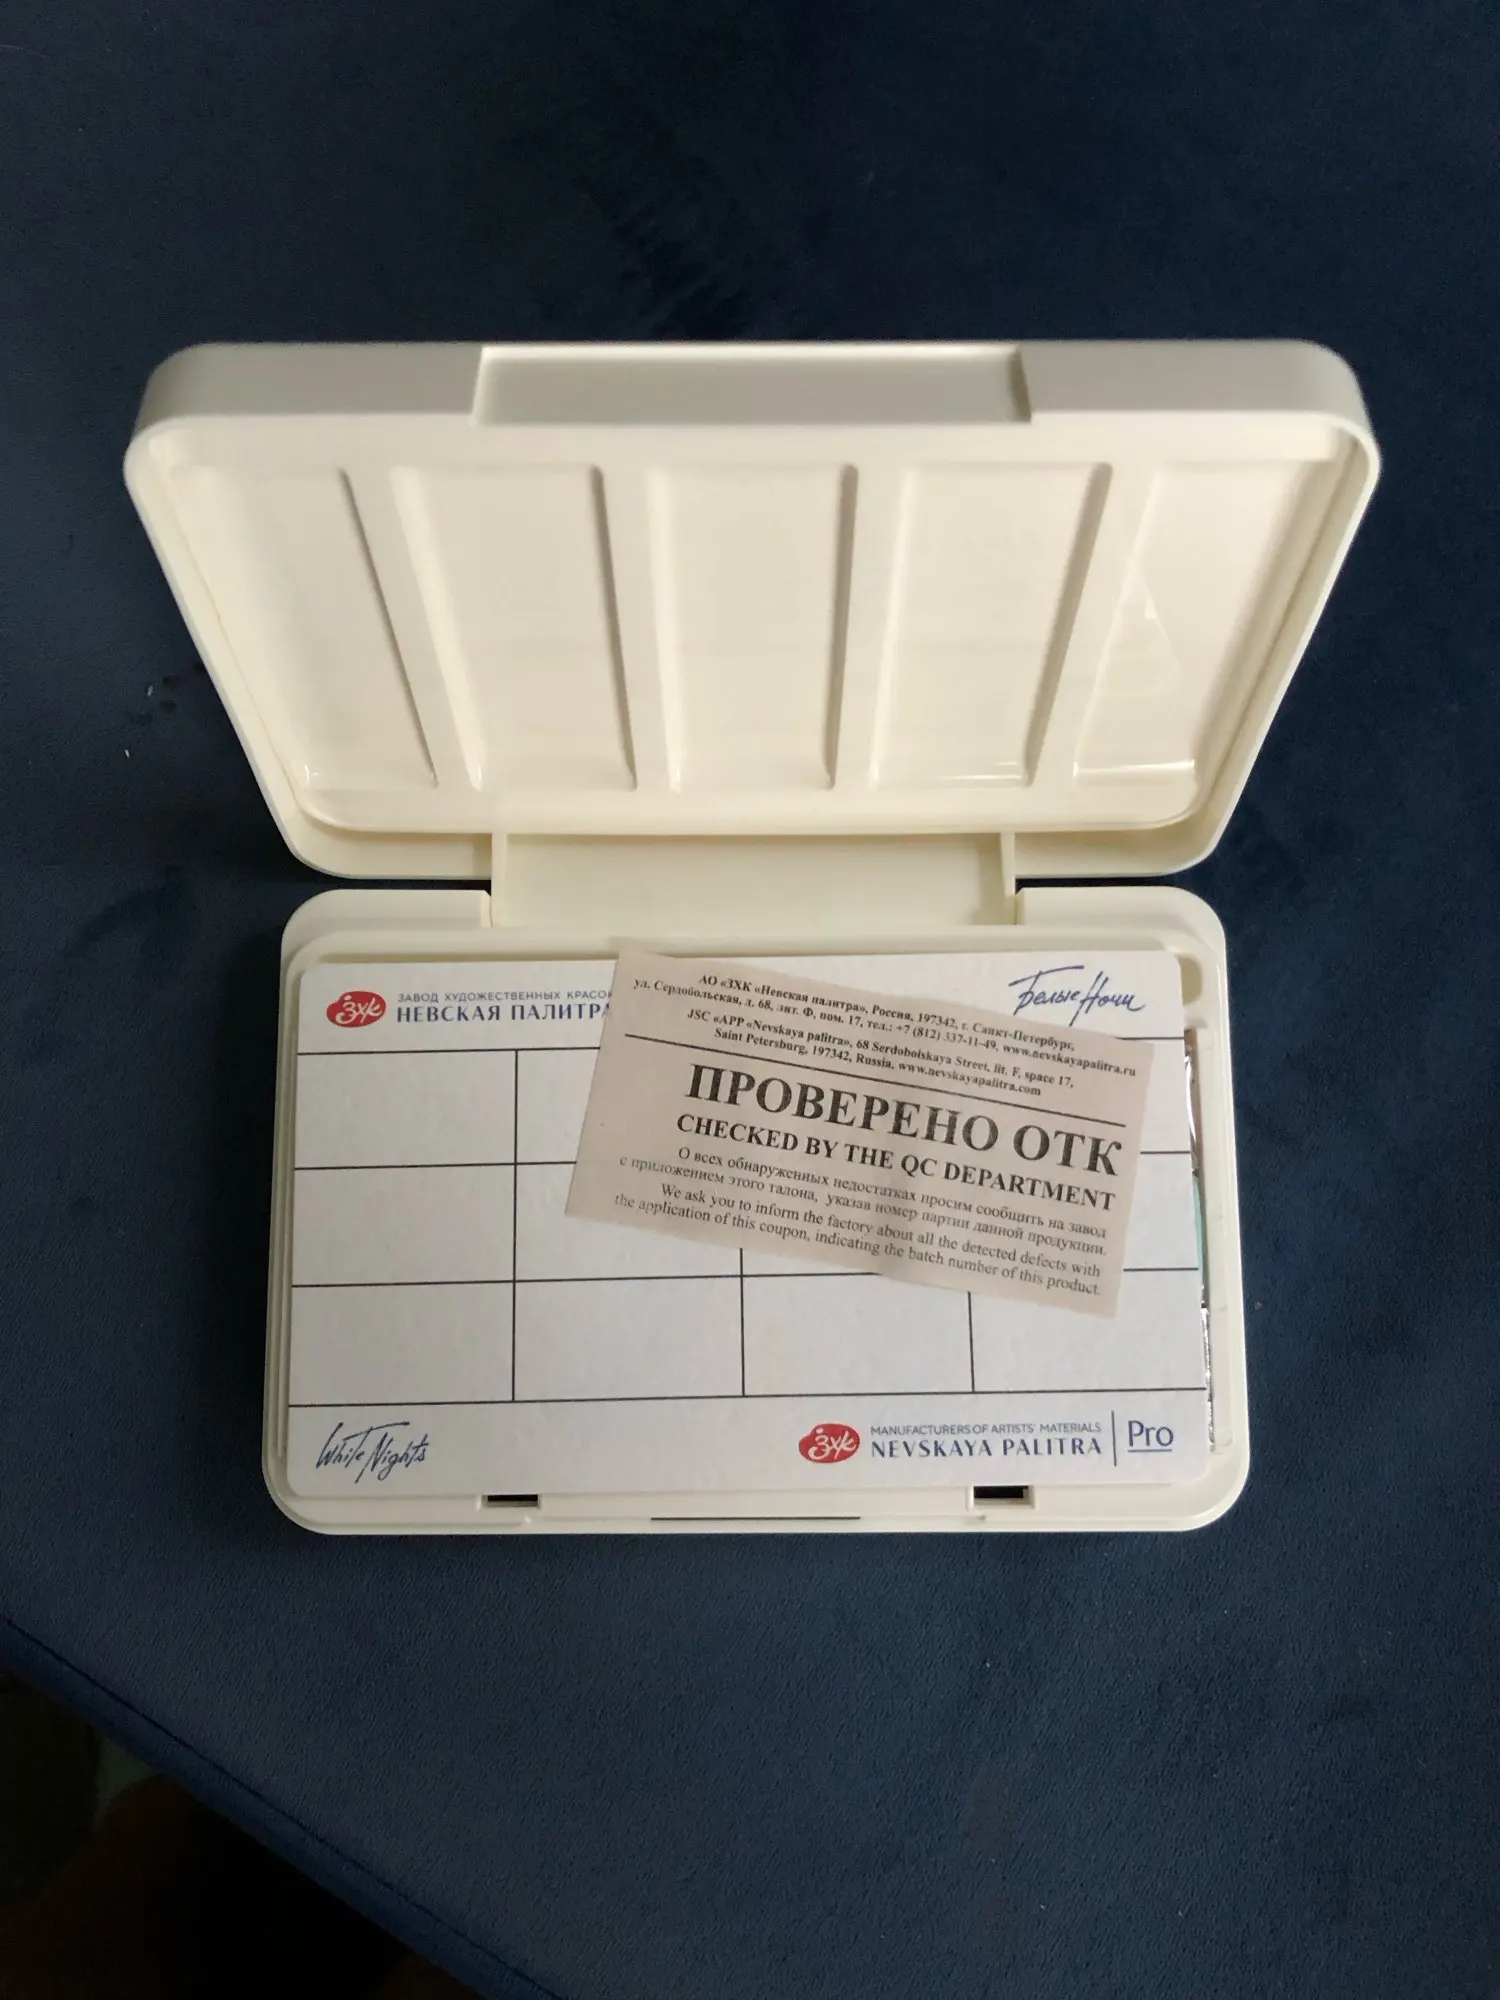 ЗХК
ЗАВОД ХУДОЖЕСТВЕННЫХ
НЕВСКАЯ ПАЛИТРА
Белые Ночи
АО «ЗХК «Невская палитра», Россия, 197342, г. Санкт-Петербург,
ул. Сердобольская, д. 68, лит. Ф, пом. 17, тел.: +7 (812) 337-11-49, www.nevskayapalitra.ru
JSC «APP «Nevskaya palitra», 68 Serdobolskaya Street, lit. F, space 17,
Saint Petersburg, 197342, Russia, www.nevskayapalitra.com
ПРОВЕРЕНО ОТК
CHECKED BY THE QC DEPARTMENT
О всех обнаруженных недостатках просим сообщить на завод
с приложением этого талона, указав номер партии данной продукции.
We ask you to inform the factory about all the detected defects with
the application of this coupon, indicating the batch number of this product.
White Nights
ЗХК
MANUFACTURERS OF ARTISTS' MATERIALS
NEVSKAYA PALITRA
Pro